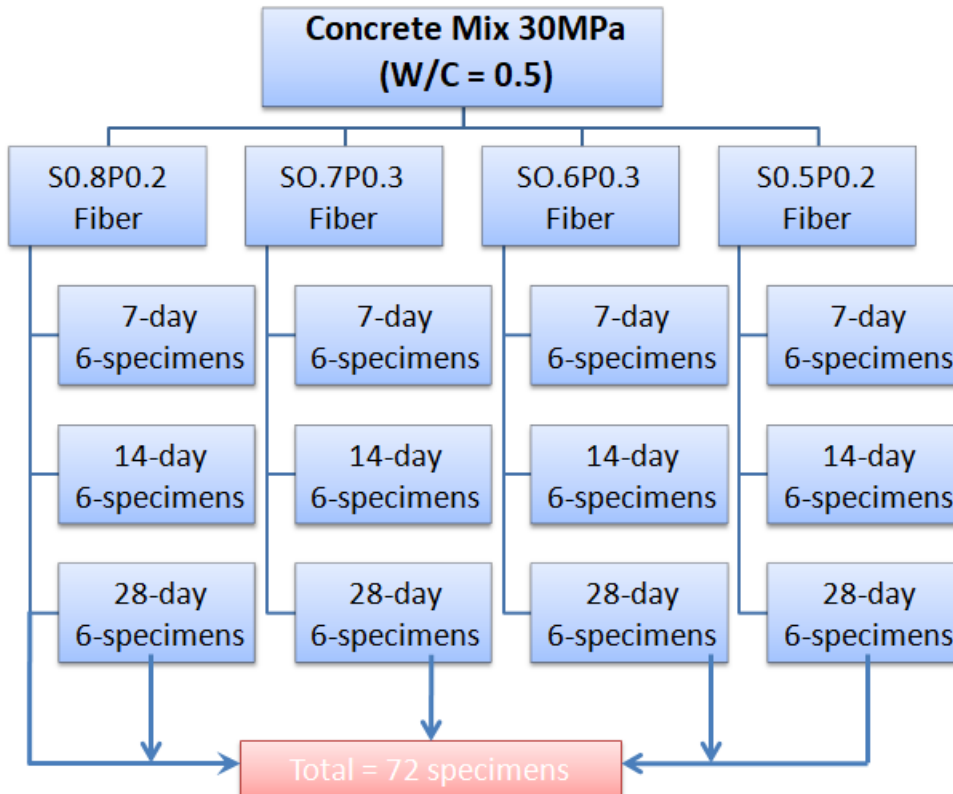 Concrete Mix 30MPa
(W/C = 0.5)
S0.8P0.2
Fiber
SO.7P0.3
Fiber
SO.6P0.3
Fiber
S0.5P0.2
Fiber
7-day
6-specimens
7-day
6-specimens
7-day
6-specimens
7-day
6-specimens
14-day
6-specimens
14-day
6-specimens
14-day
6-specimens
14-day
6-specimens
28-day
6-specimens
28-day
6-specimens
28-day
6-specimens
28-day
6-specimens
Total = 72 specimens